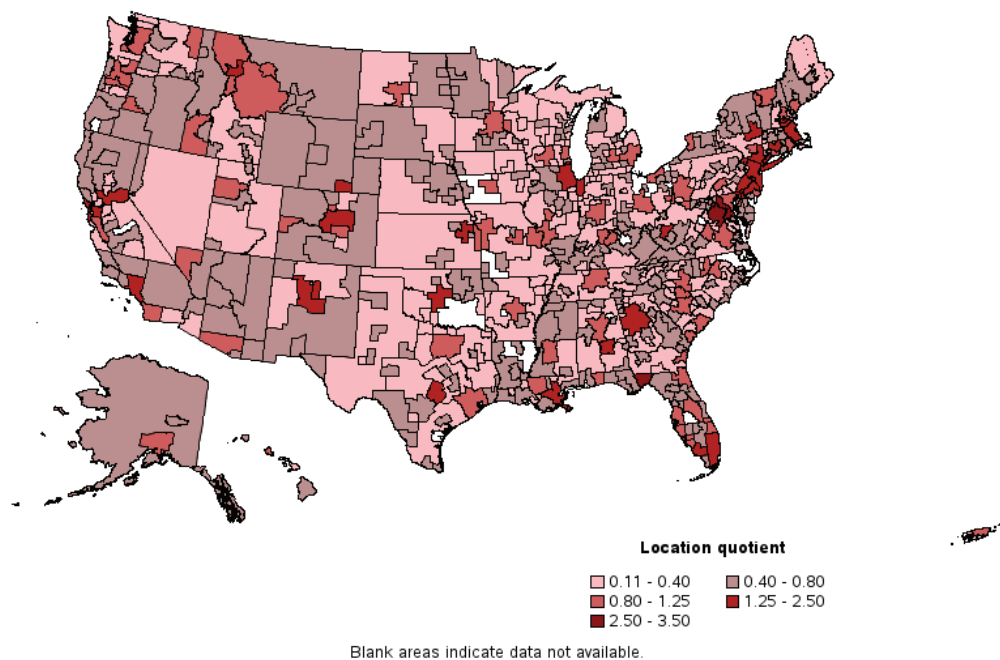 Location quotient
0.11 - 0.40 0.40 - 0.80
0.80 - 1.25 1.25 - 2.50
2.50 - 3.50
Blank areas indicate data not available.